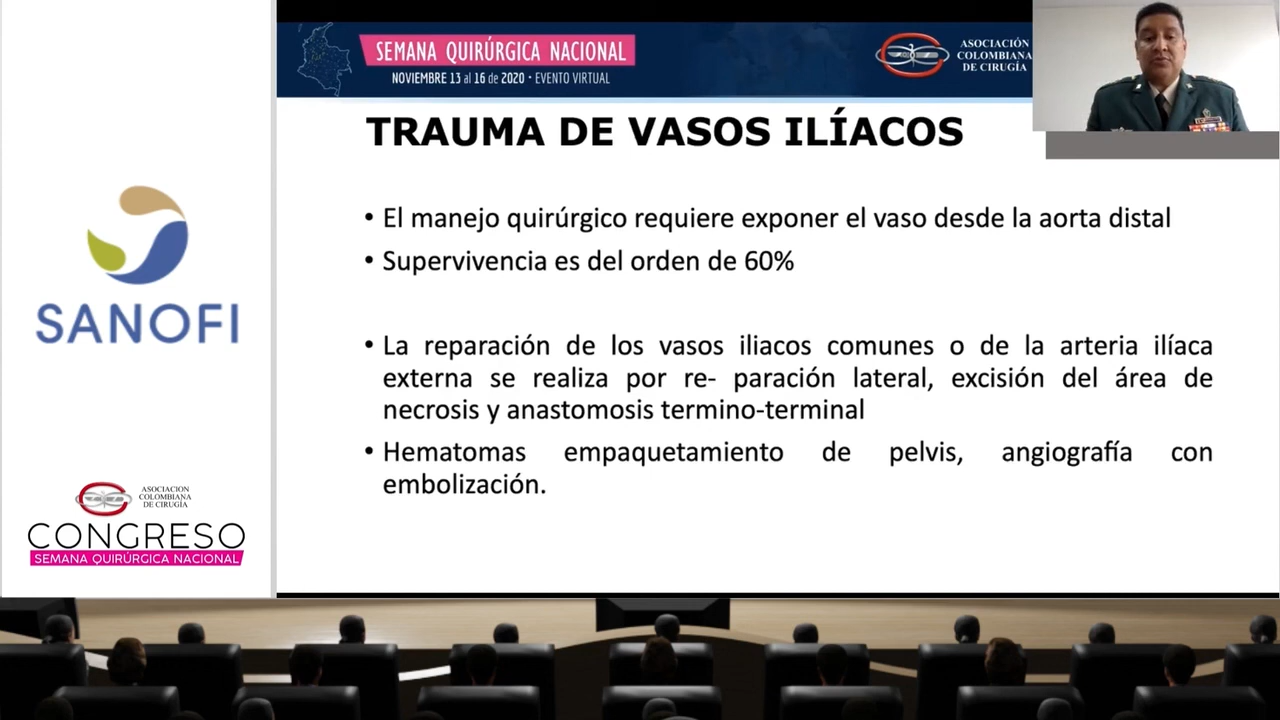 SEMANA QUIRÚRGICA NACIONAL
NOVIEMBRE 13 al 16 de 2020 • EVENTO VIRTUAL
ASOCIACIÓN
COLOMBIANA
DE CIRUGÍA
TRAUMA DE VASOS ILÍACOS
• El manejo quirúrgico requiere exponer el vaso desde la aorta distal
• Supervivencia es del orden de 60%
• La reparación de los vasos iliacos comunes o de la arteria ilíaca
externa se realiza por re- paración lateral, excisión del área de
necrosis y anastomosis termino-terminal
• Hematomas empaquetamiento de pelvis, angiografía con
embolización.
SANOFI
ASOCIACION
COLOMBIANA
DE CIRUGÍA
CONGRESO
SEMANA QUIRÚRGICA NACIONAL